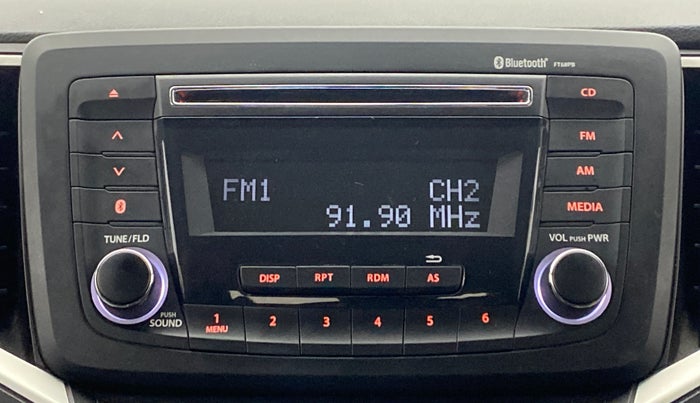 Bluetooth® FT68PB
CD
FM
AM
MEDIA
FM1 CH2
91.90 MHz
TUNE/FLD
VOL PUSH PWR
DISP RPT RDM AS
PUSH
SOUND
1 2 3 4 5 6
MENU